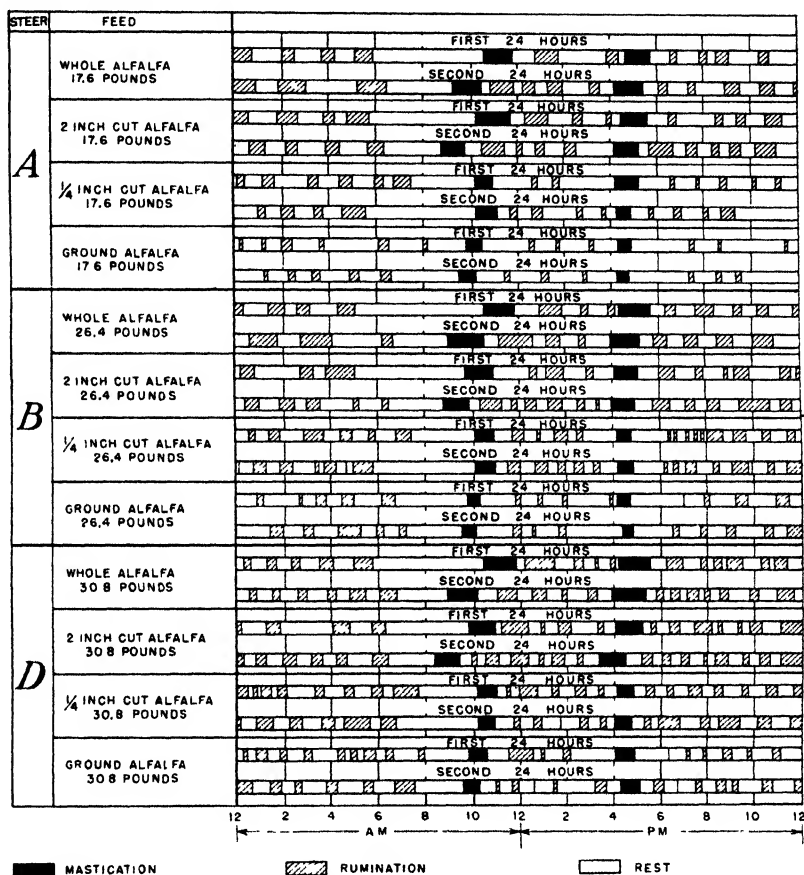 STEER FEED
A
WHOLE ALFALFA
17.6 POUNDS
FIRST 24 HOURS
SECOND 24 HOURS
2 INCH CUT ALFALFA
17.6 POUNDS
FIRST 24 HOURS
SECOND 24 HOURS
1/4 INCH CUT ALFALFA
17.6 POUNDS
FIRST 24 HOURS
SECOND 24 HOURS
GROUND ALFALFA
17 6 POUNDS
FIRST 24 HOURS
SECOND 24 HOURS
B
WHOLE ALFALFA
26.4 POUNDS
FIRST 24 HOURS
SECOND 24 HOURS
2 INCH CUT ALFALFA
26.4 POUNDS
FIRST 24 HOURS
SECOND 24 HOURS
1/4 INCH CUT ALFALFA
26.4 POUNDS
FIRST 24 HOURS
SECOND 24 HOURS
GROUND ALFALFA
26.4 POUNDS
FIRST 24 HOURS
SECOND 24 HOURS
D
WHOLE ALFALFA
30 8 POUNDS
FIRST 24 HOURS
SECOND 24 HOURS
2 INCH CUT ALFALFA
30 8 POUNDS
FIRST 24 HOURS
SECOND 24 HOURS
1/4 INCH CUT ALFALFA
30.8 POUNDS
FIRST 24 HOURS
SECOND 24 HOURS
GROUND ALFALFA
30 8 POUNDS
FIRST 24 HOURS
SECOND 24 HOURS
12 2 4 6 8 10 12 2 4 6 8 10 12
AM PM
MASTICATION RUMINATION REST